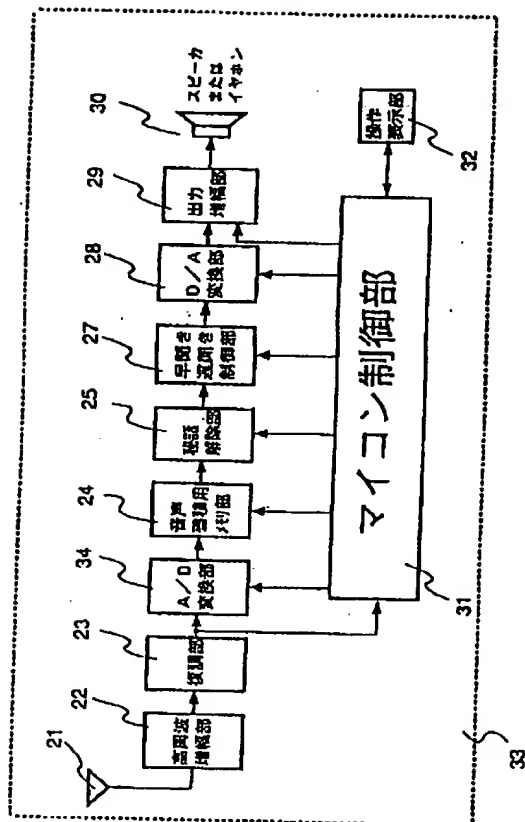 21
22
高周波
増幅部
23
復調部
34
A/D
変換部
24
音声
蓄積用
メモリ部
25
秘話
解除部
27
早聞き
遅聞き
制御部
28
D/A
変換部
29
出力
増幅部
30
スピーカ
または
イヤホン
31
マイコン制御部
32
操作
表示部
33